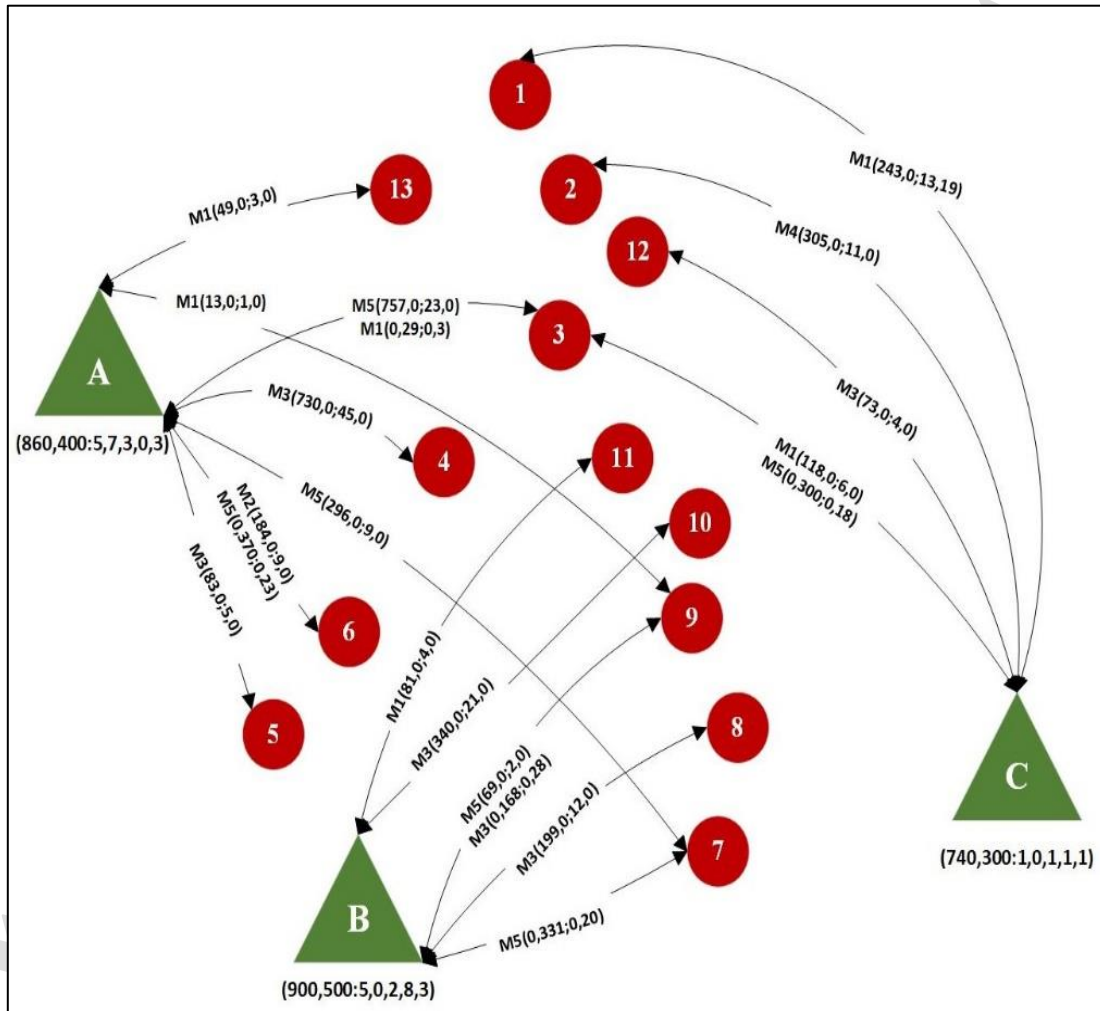 1
M1(243,0;13,19)
13
2
M1(49,0;3,0)
M4(305,0;11,0)
12
M1(13,0;1,0)
M5(757,0;23,0)
M1(0,29;0,3)
3
A
(860,400:5,7,3,0,3)
M3(730,0;45,0)
4
11
M3(73,0;4,0)
M1(118,0;6,0)
M5(0,300;0,18)
M5(296,0;9,0)
10
M2(184,0;9,0)
M5(0,370;0,23)
M3(83,0;5,0)
6
9
5
M1(81,0;4,0)
M3(340,0;21,0)
8
M5(69,0;2,0)
M3(0,168;0,28)
M3(199,0;12,0)
7
C
(740,300:1,0,1,1,1)
B
M5(0,331;0,20)
(900,500:5,0,2,8,3)